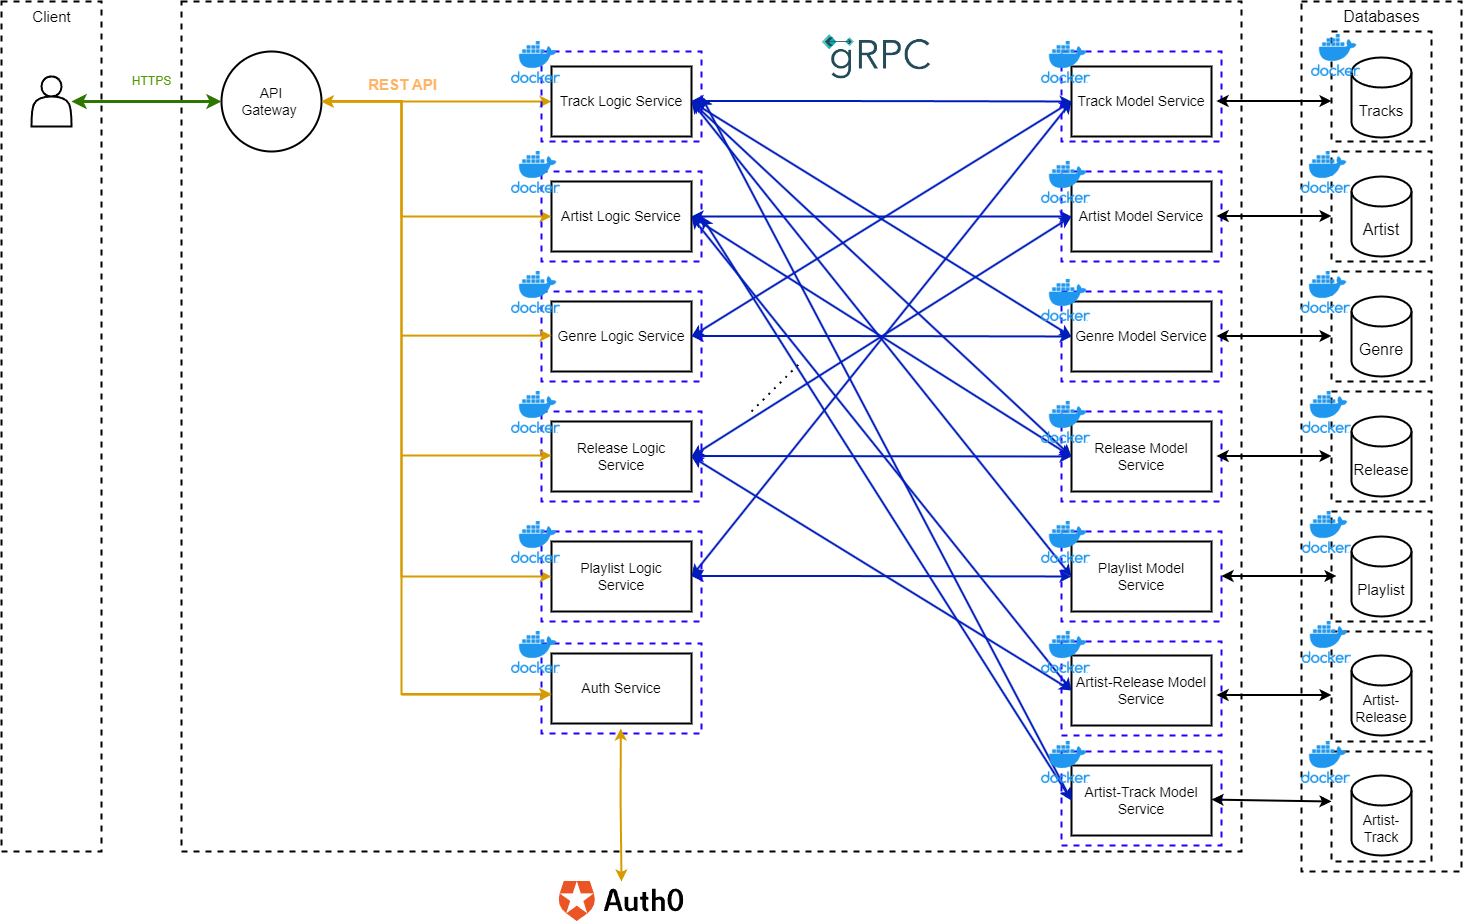 Client
Databases
HTTPS
API
Gateway
REST API
gRPC
docker
Track Logic Service
docker
Track Model Service
docker
Tracks
docker
Artist Logic Service
docker
Artist Model Service
docker
Artist
docker
Genre Logic Service
docker
Genre Model Service
docker
Genre
docker
Release Logic
Service
docker
Release Model
Service
docker
Release
docker
Playlist Logic
Service
docker
Playlist Model
Service
docker
Playlist
docker
Auth Service
docker
Artist-Release Model
Service
docker
Artist-
Release
docker
Artist-Track Model
Service
docker
Artist-
Track
Auth0